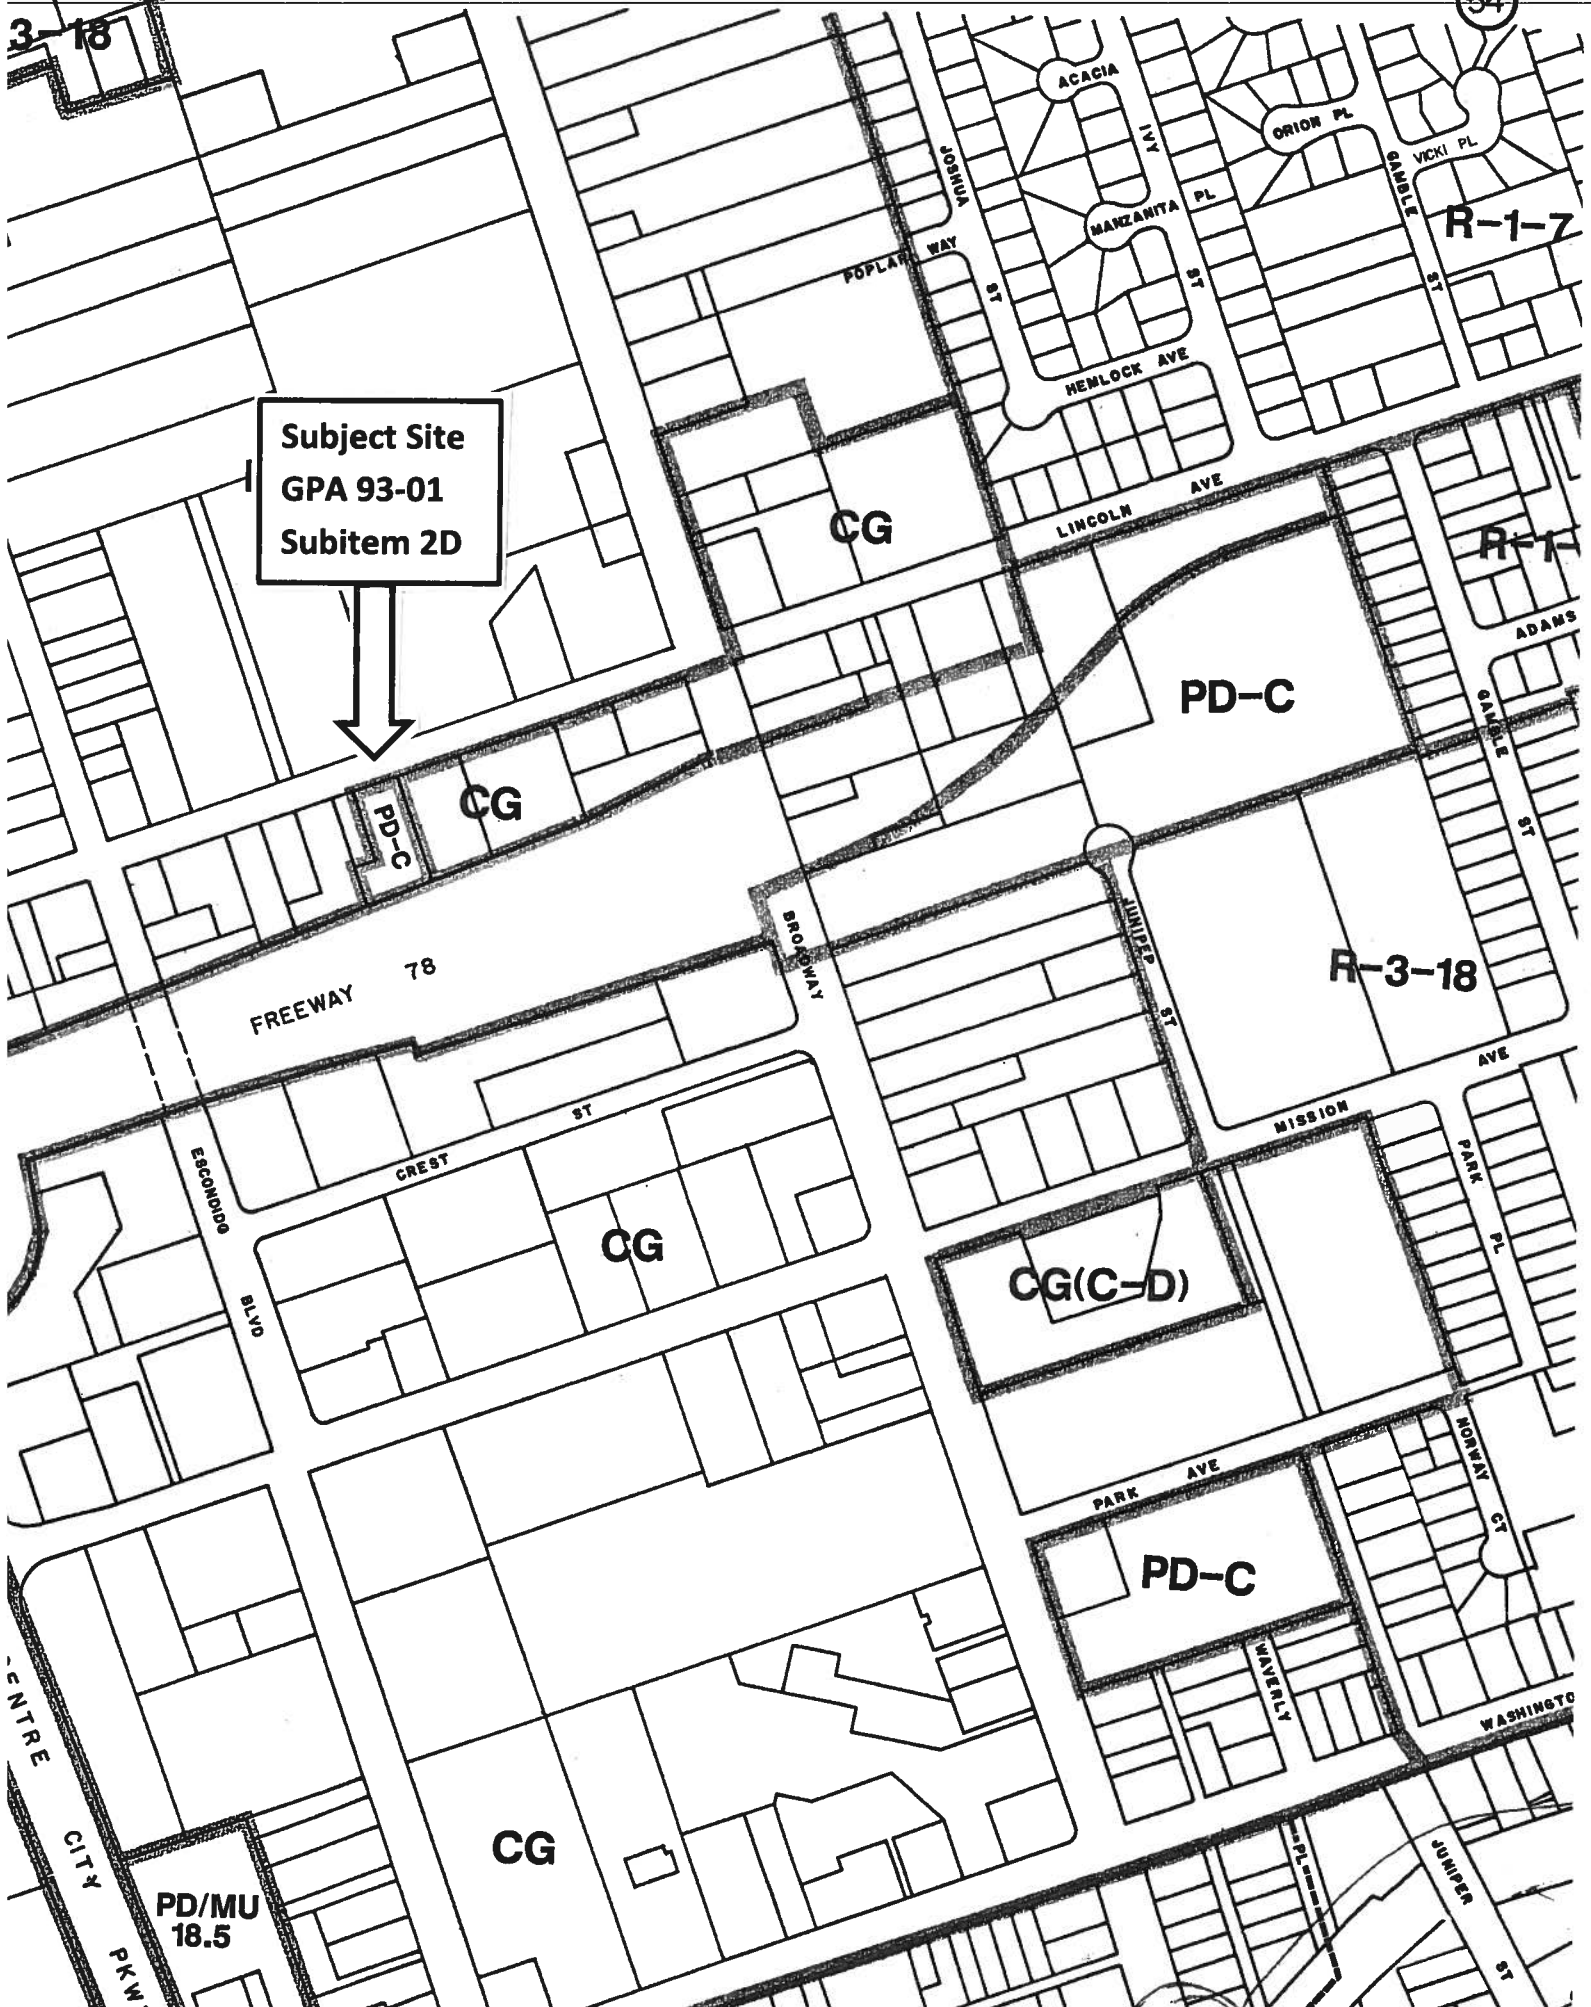 3-18
54
ACACIA
IVY
ORION PL
VICKI PL
JOSHUA
GAMBLE
MANZANITA PL
R-1-7
POPLAR WAY
ST
ST
ST
HEMLOCK AVE
Subject Site
GPA 93-01
Subitem 2D
CG
LINCOLN AVE
R-1-
ADAMS
PD-C
GAMBLE
ST
PD-C
CG
BROADWAY
JUNIPER
ST
R-3-18
FREEWAY 78
AVE
MISSION
CREST ST
PARK
PL
ESCONDIDO
BLVD
CG
CG(C-D)
NORWAY
CT
PARK AVE
PD-C
WAVERLY
WASHINGTO
ENTRE
CITY
PKW
CG
PD/MU
18.5
PL
JUNIPER
ST